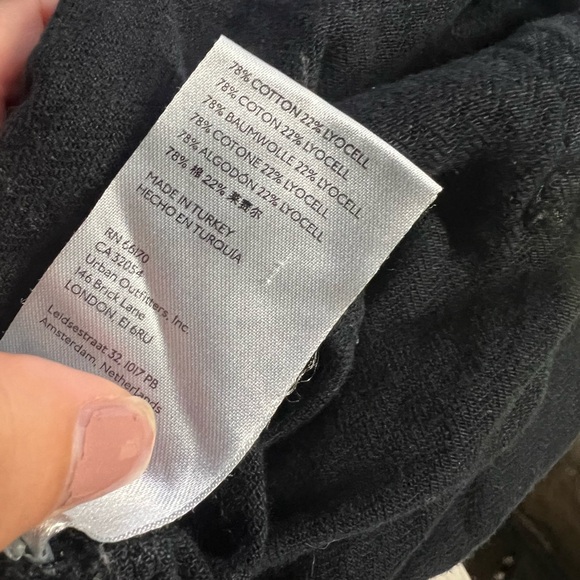 78% COTTON 22% LYOCELL
78% COTON 22% LYOCELL
78% BAUMWOLLE 22% LYOCELL
78% COTONE 22% LYOCELL
78% ALGODÓN 22% LYOCELL
78% 棉 22% 莱赛尔
MADE IN TURKEY
HECHO EN TURQUIA
RN 66170
CA 32054
Urban Outfitters, Inc.
146 Brick Lane
LONDON, E1 6RU
Leidsestraat 32, 1017 PB
Amsterdam, Netherlands